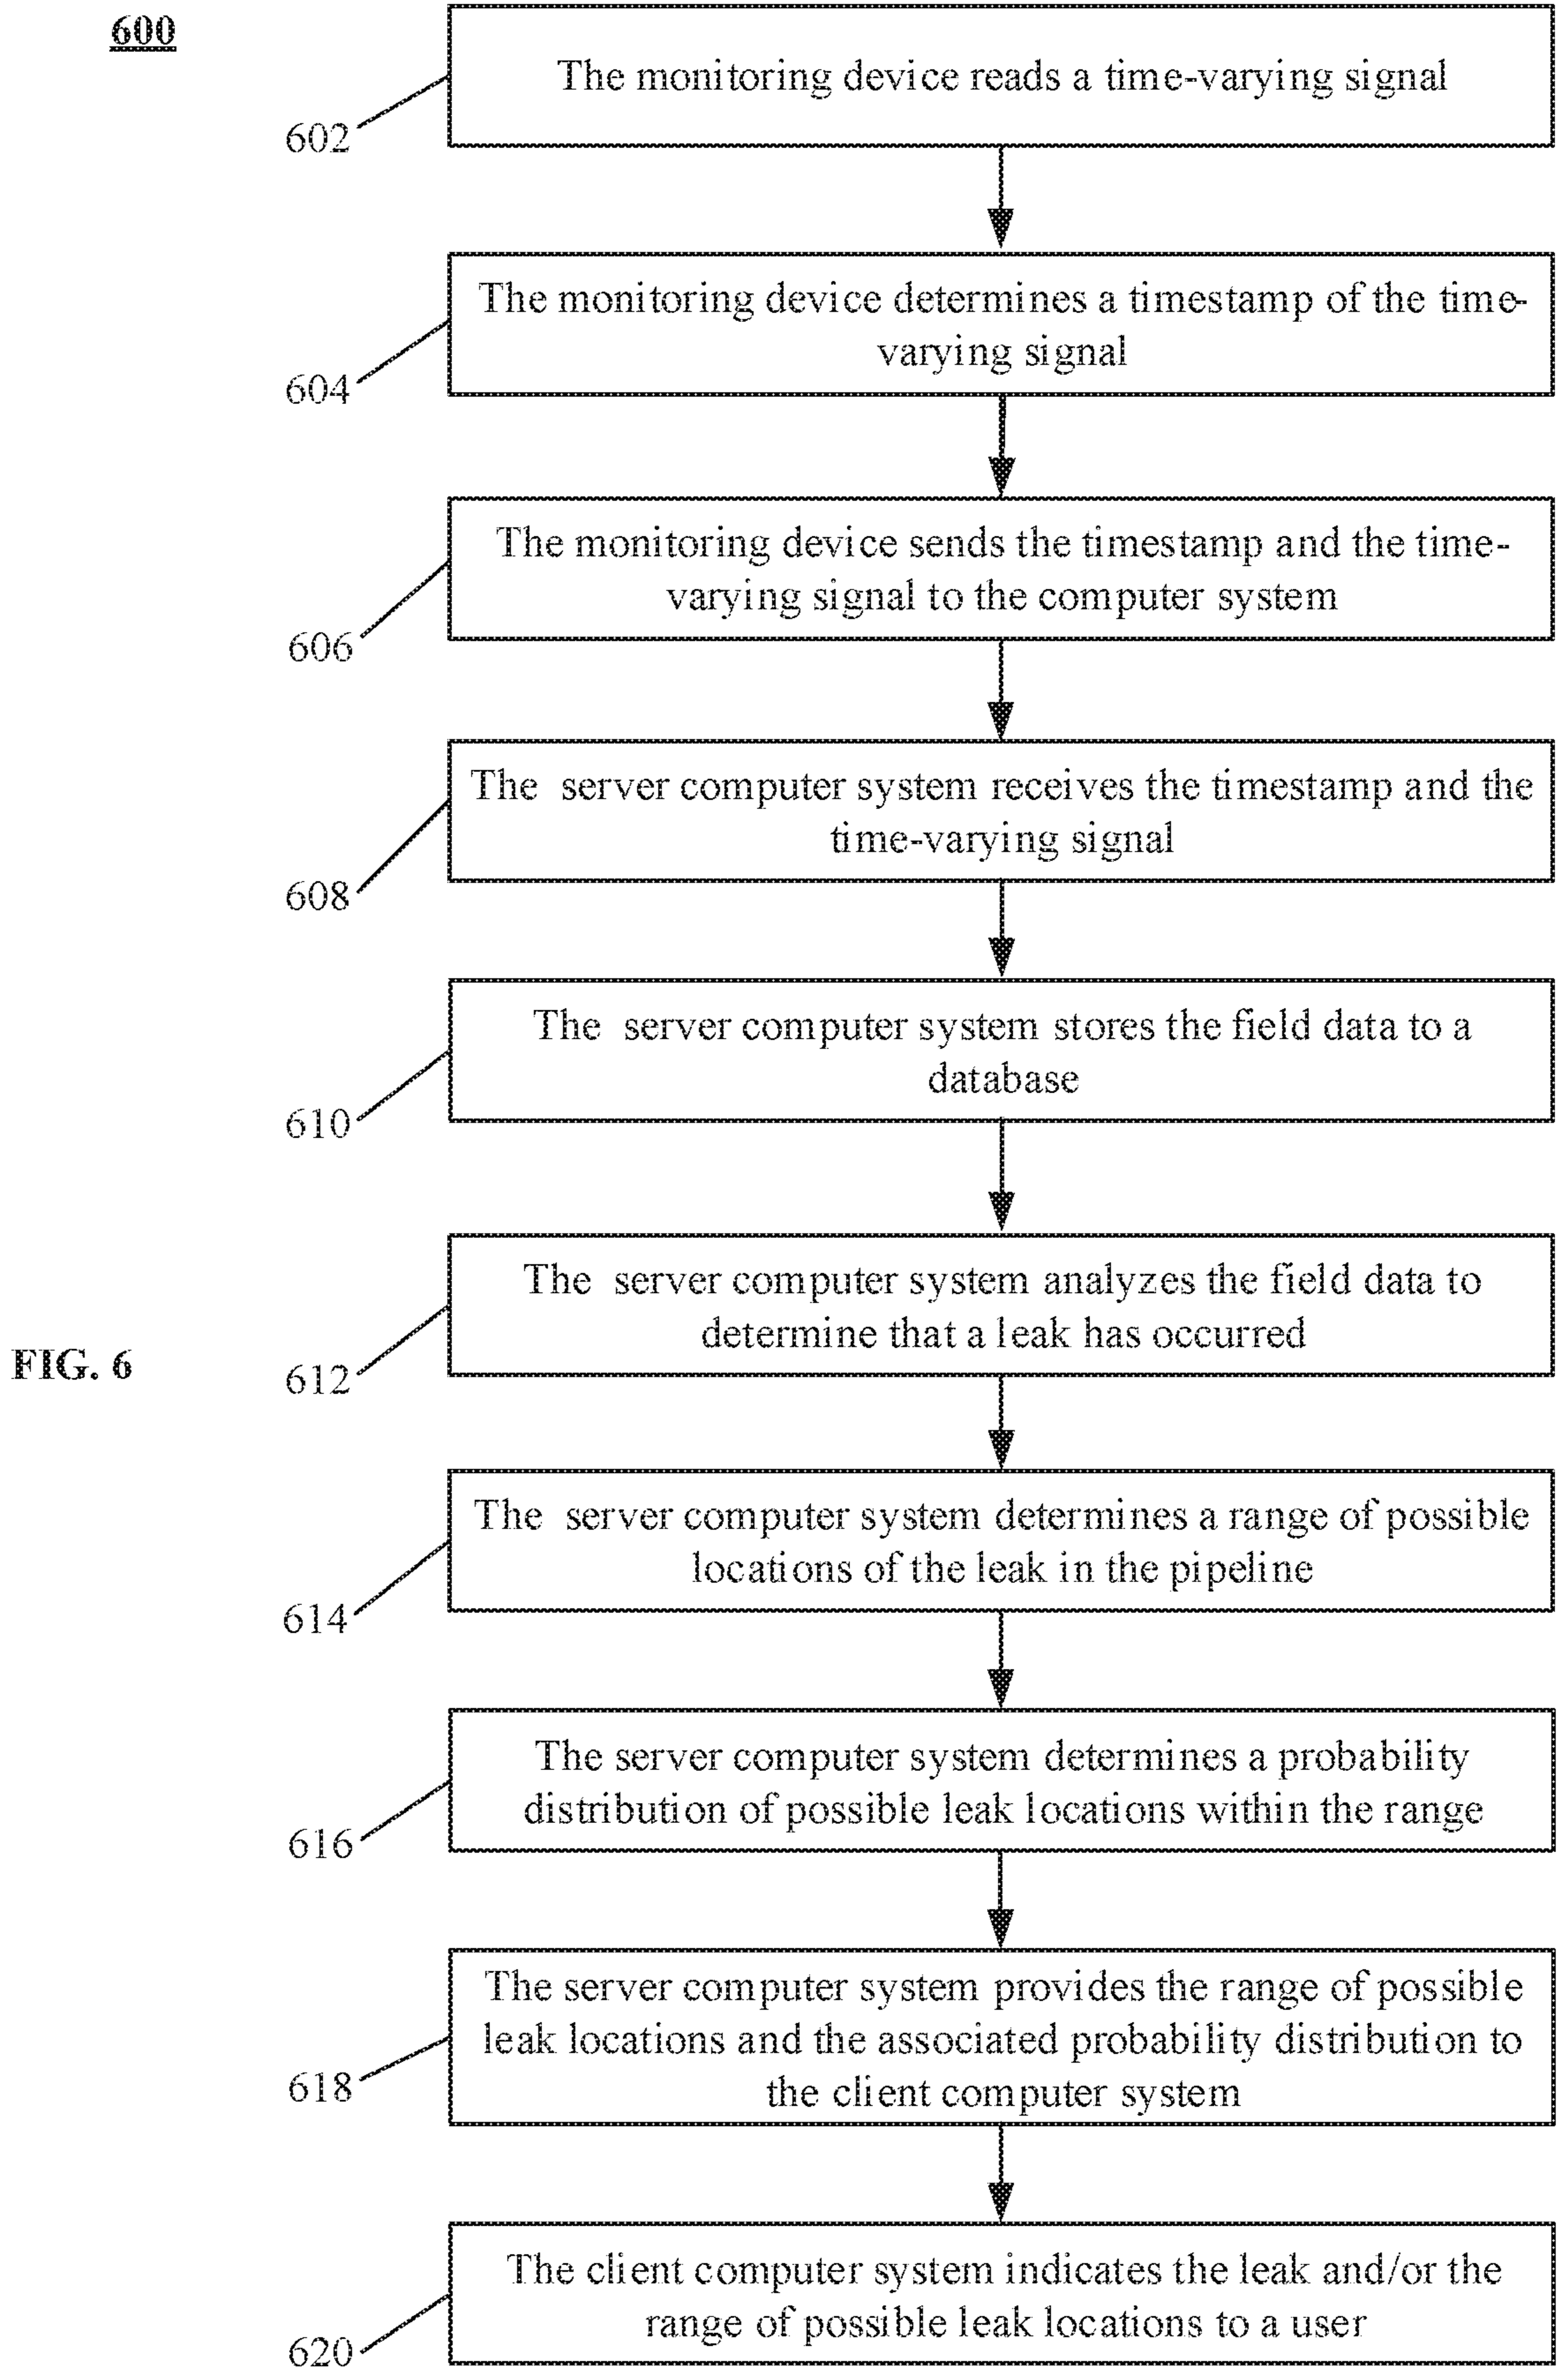 600
The monitoring device reads a time-varying signal
602
The monitoring device determines a timestamp of the time-
varying signal
604
The monitoring device sends the timestamp and the time-
varying signal to the computer system
606
The server computer system receives the timestamp and the
time-varying signal
608
The server computer system stores the field data to a
database
610
The server computer system analyzes the field data to
determine that a leak has occurred
612
FIG. 6
The server computer system determines a range of possible
locations of the leak in the pipeline
614
The server computer system determines a probability
distribution of possible leak locations within the range
616
The server computer system provides the range of possible
leak locations and the associated probability distribution to
the client computer system
618
The client computer system indicates the leak and/or the
range of possible leak locations to a user
620